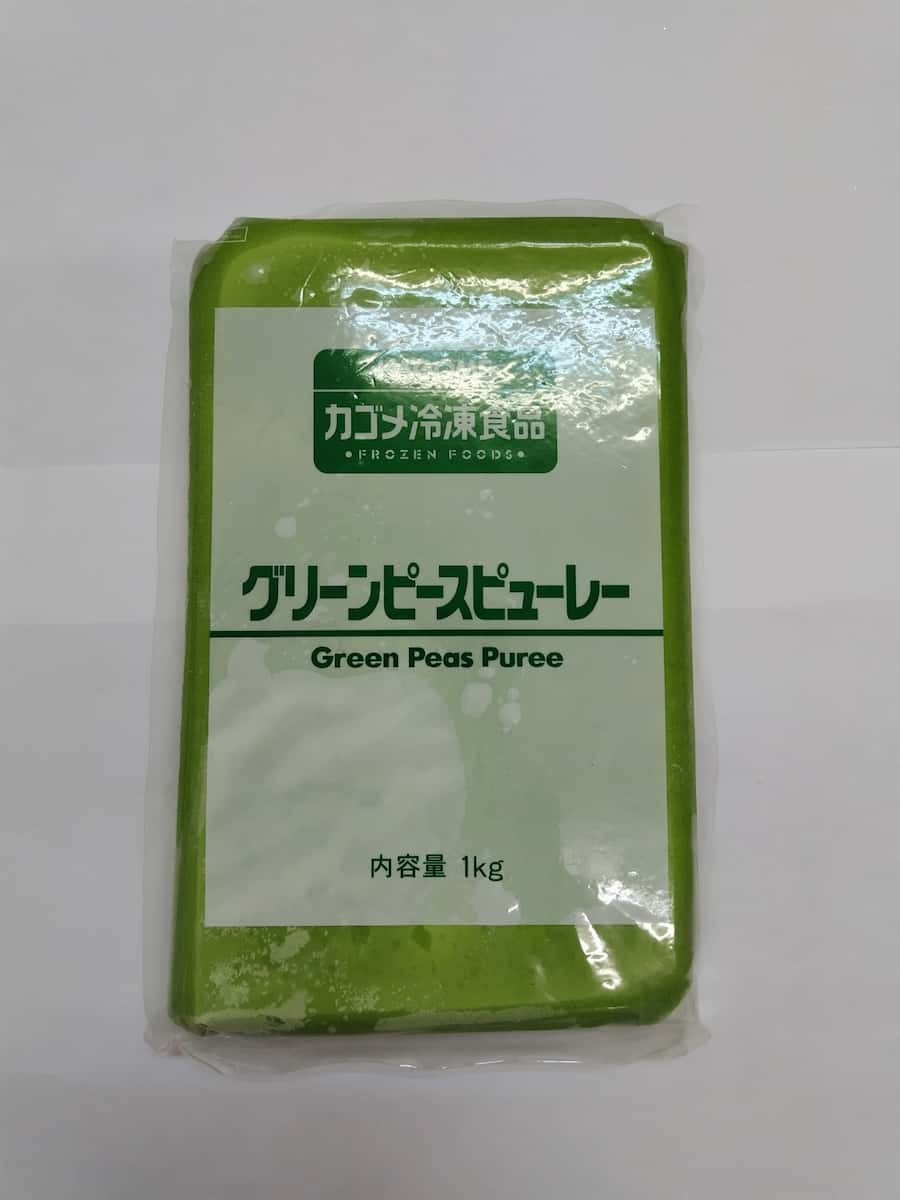 カゴメ冷凍食品
•FROZEN FOODS•
グリーンピースピューレー
Green Peas Puree
内容量 1kg